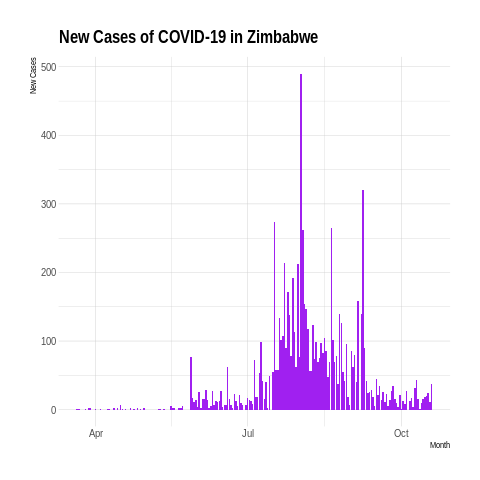 New Cases of COVID-19 in Zimbabwe
New Cases
500
400
300
200
100
0
Apr
Jul
Oct
Month